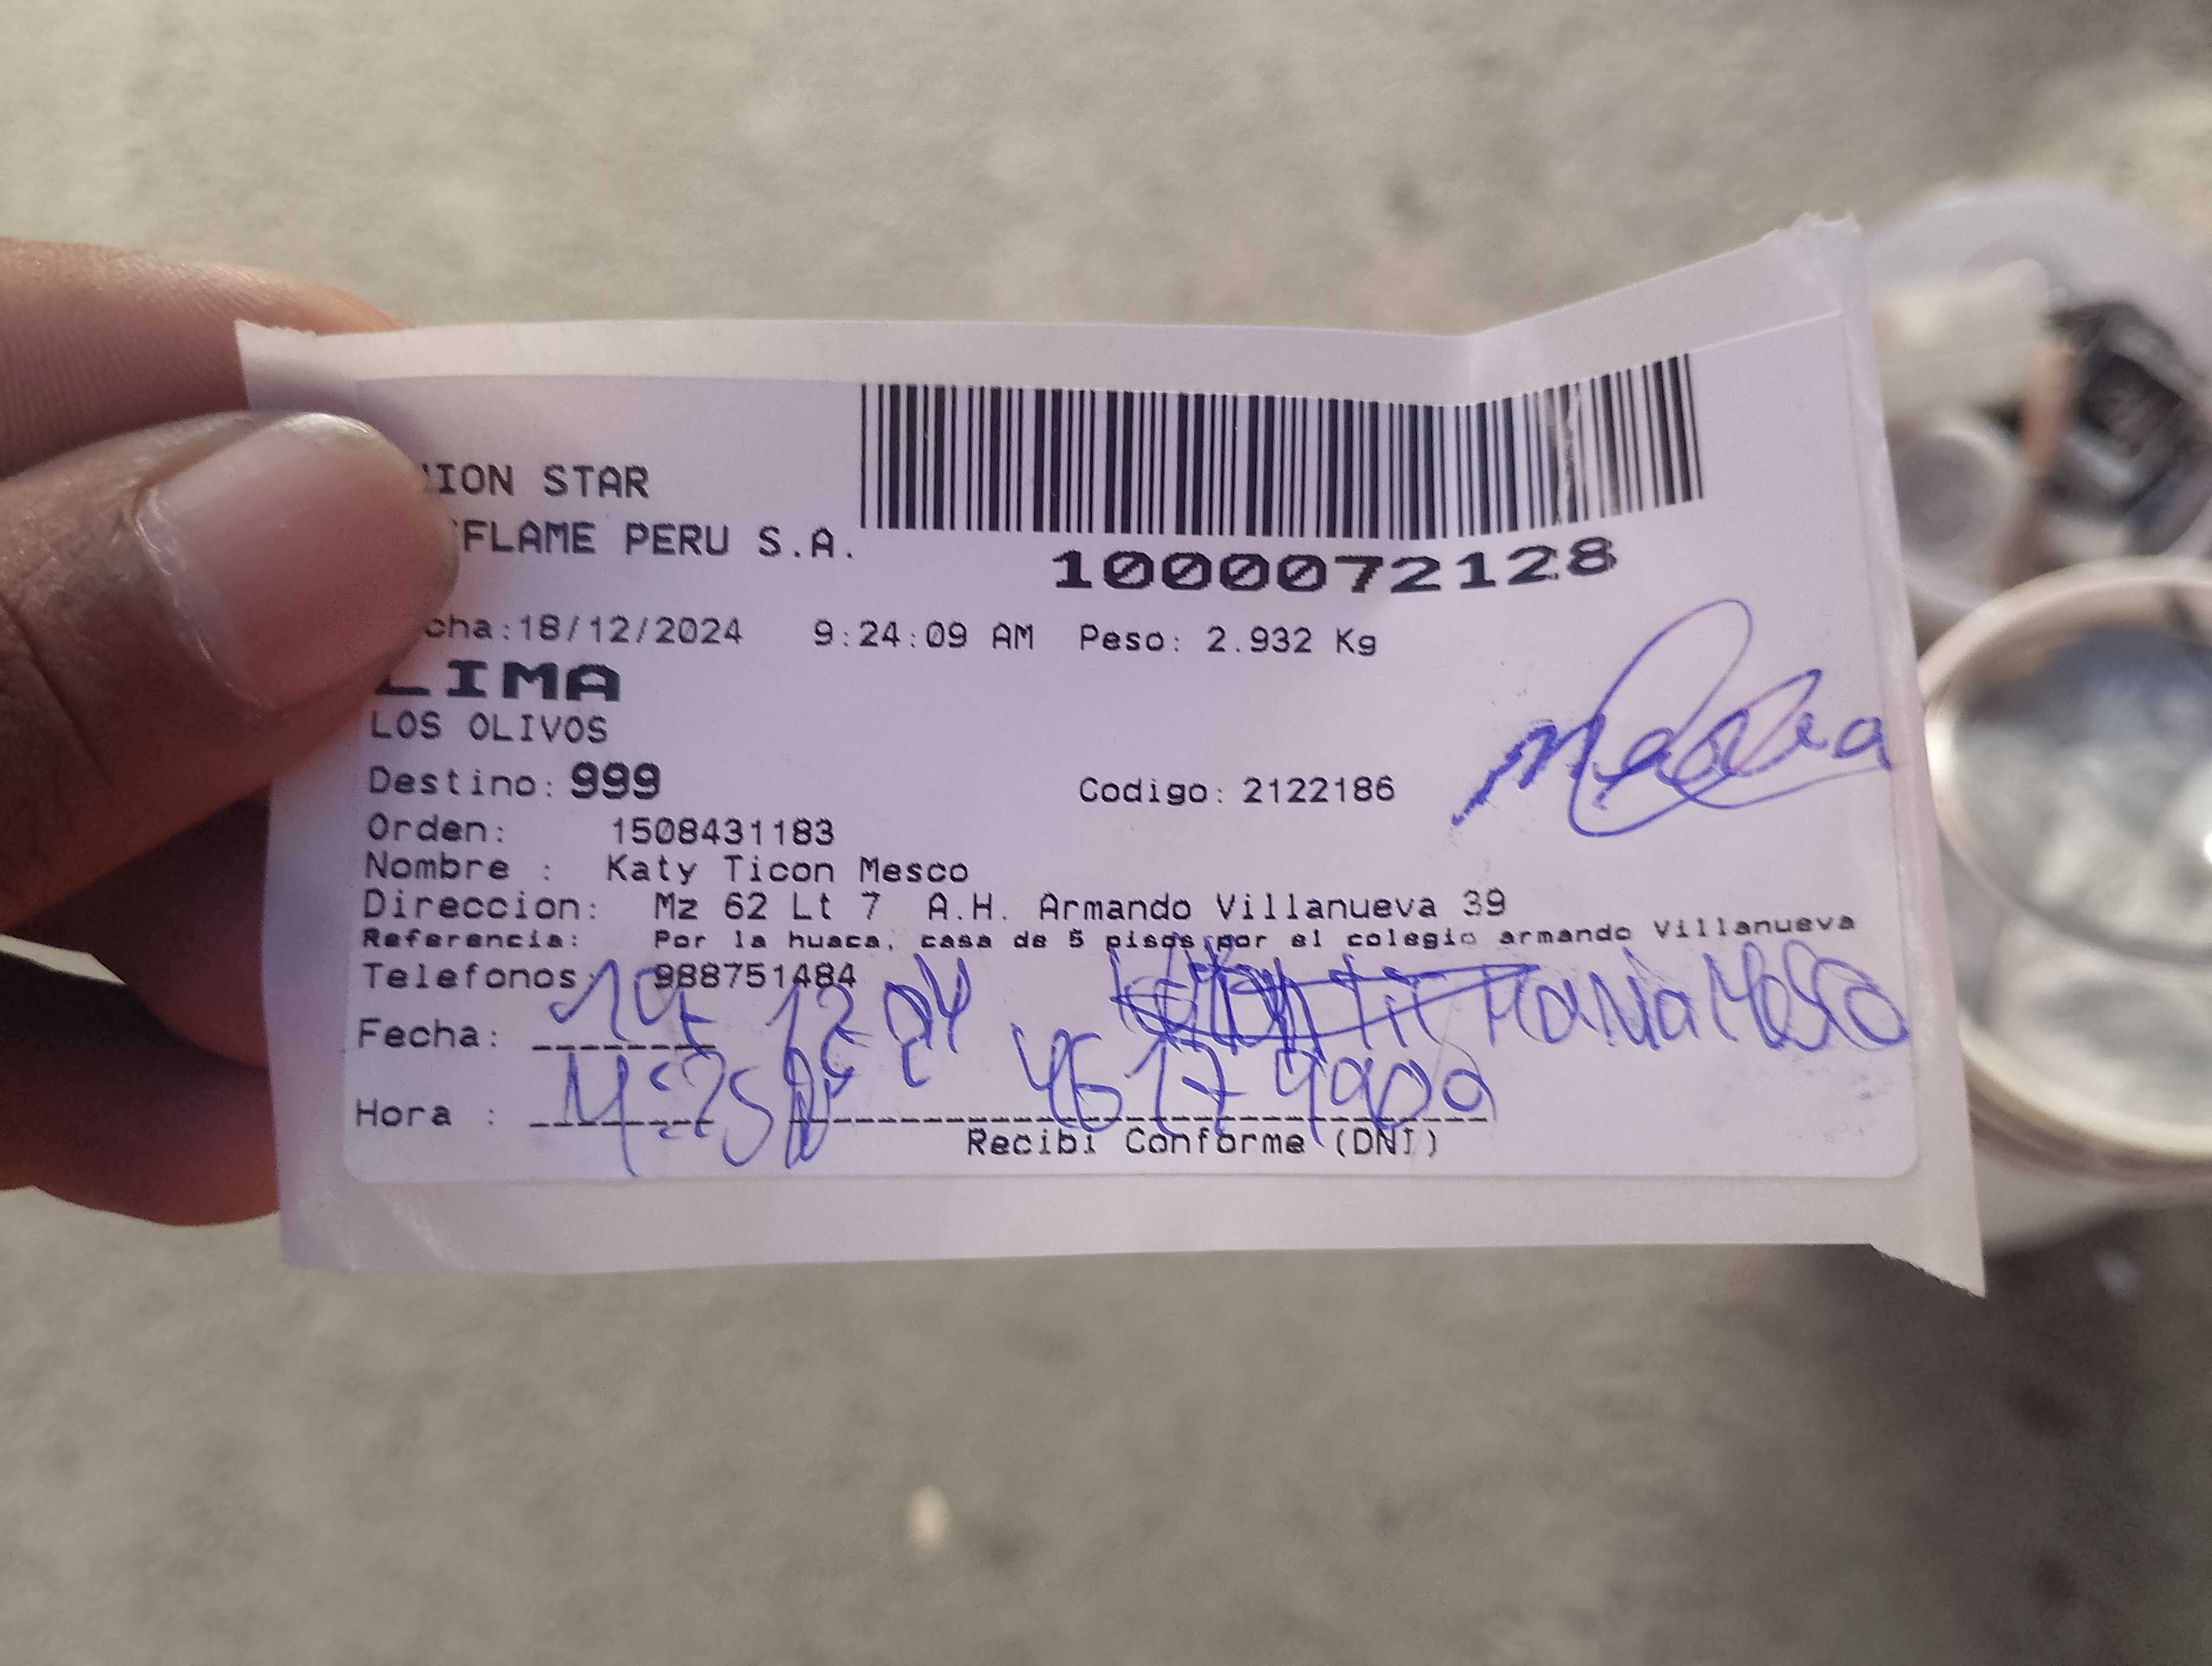 ION STAR
FLAME PERU S.A.
1000072128
cha:18/12/2024 9:24:09 AM Peso: 2.932 Kg
LIMA
LOS OLIVOS
Destino: 999 Codigo: 2122186
Orden: 1508431183
Nombre : Katy Ticon Mesco
Direccion: Mz 62 Lt 7 A.H. Armando Villanueva 39
Referencia: Por la huaca, casa de 5 pisos por el colegio armando Villanueva
Telefonos: 988751484
Fecha:
Hora :
Recibi Conforme (DNI)